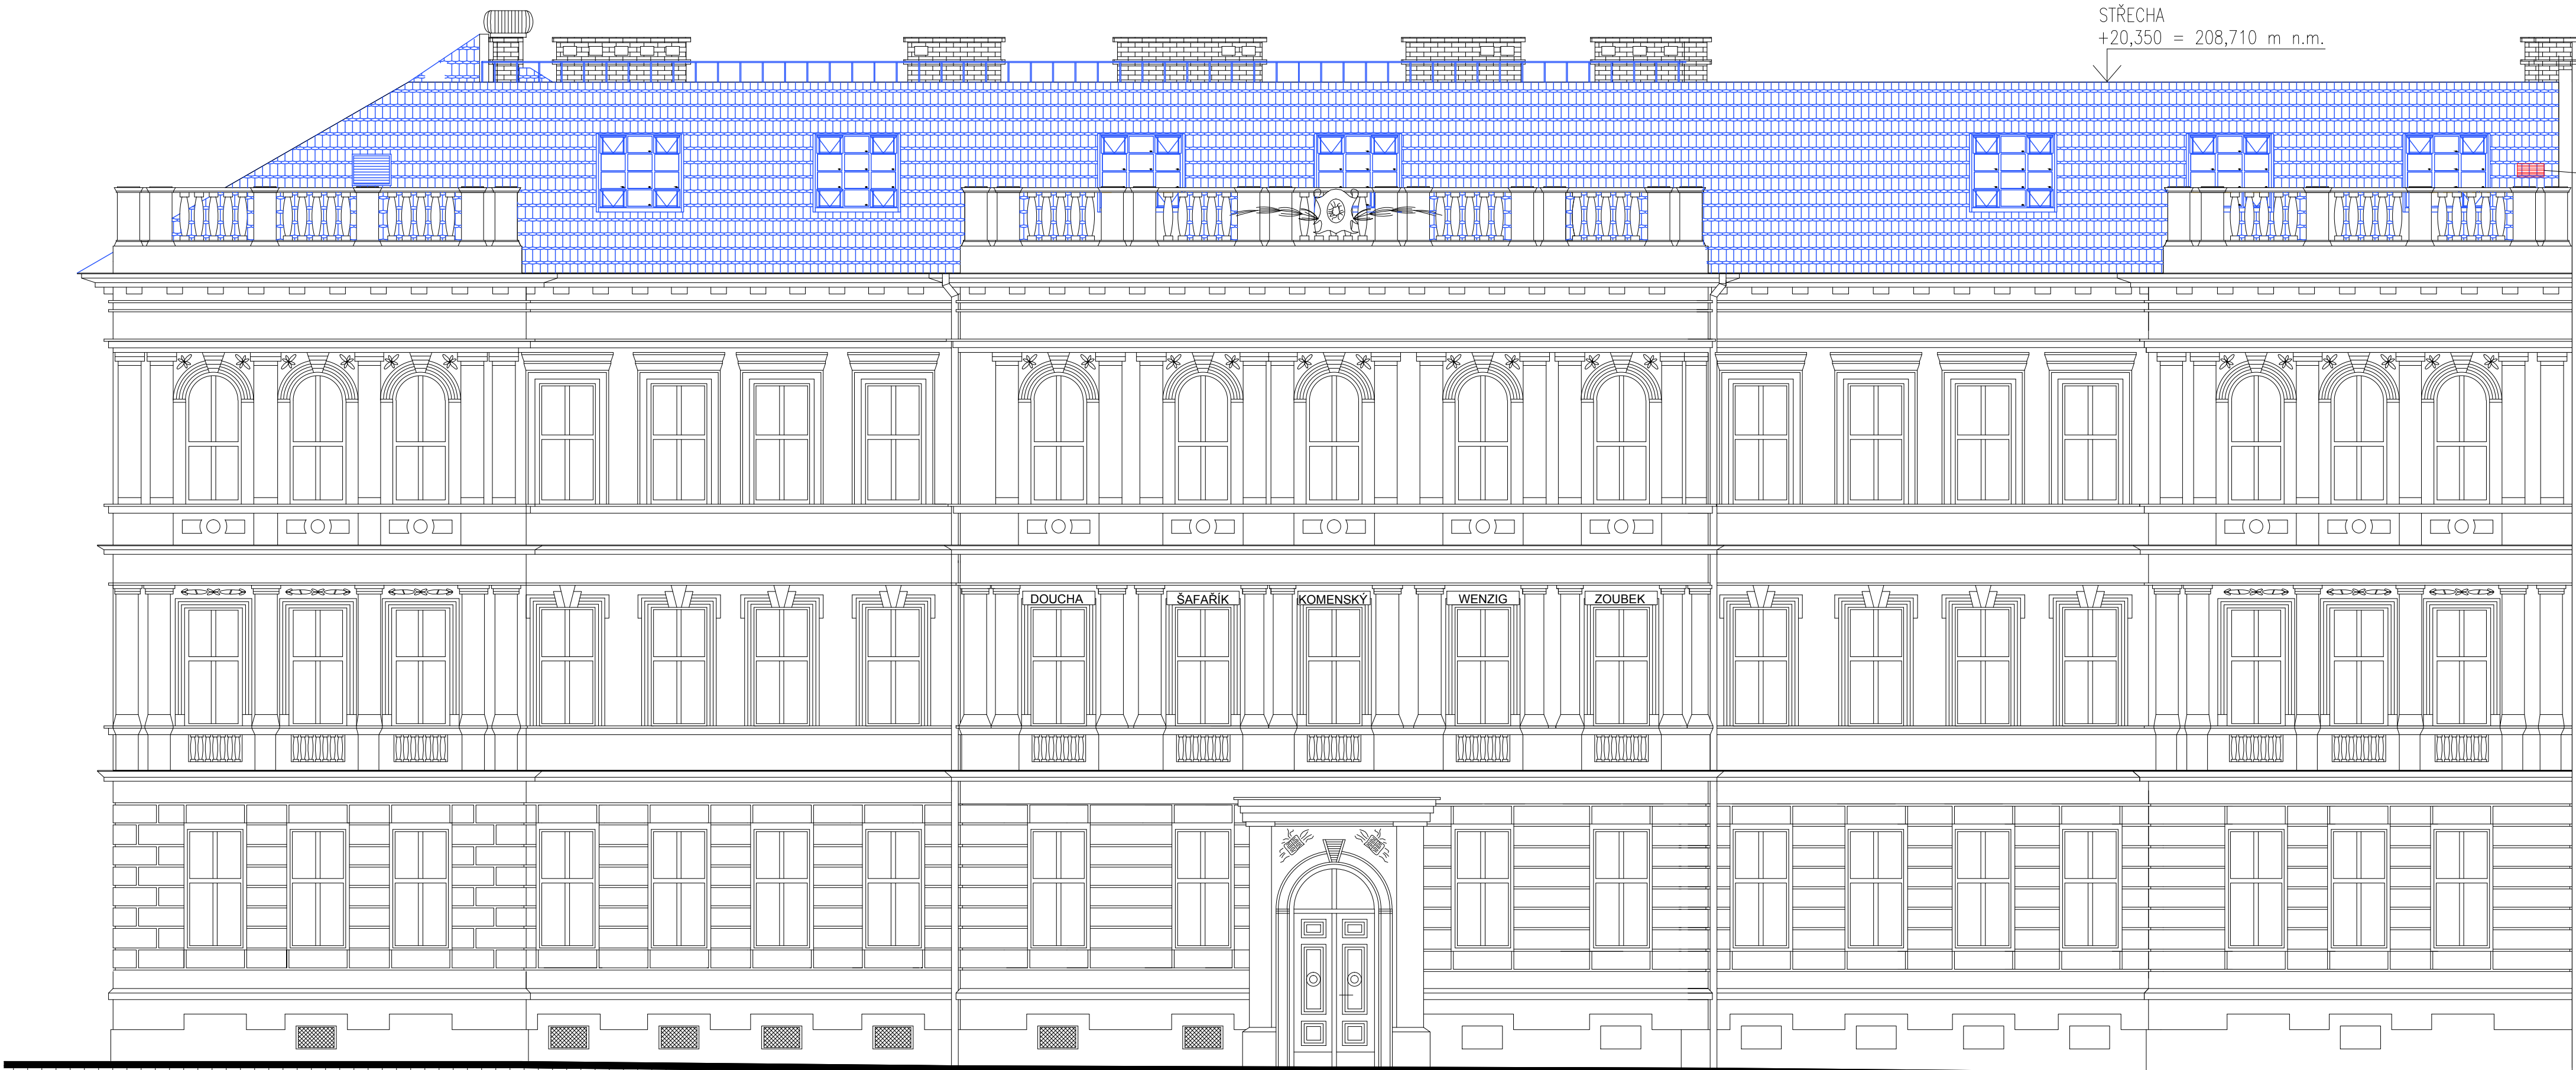 STŘECHA
+20,350 = 208,710 m n.m.
DOUCHA
ŠAFAŘÍK
KOMENSKÝ
WENZIG
ZOUBEK